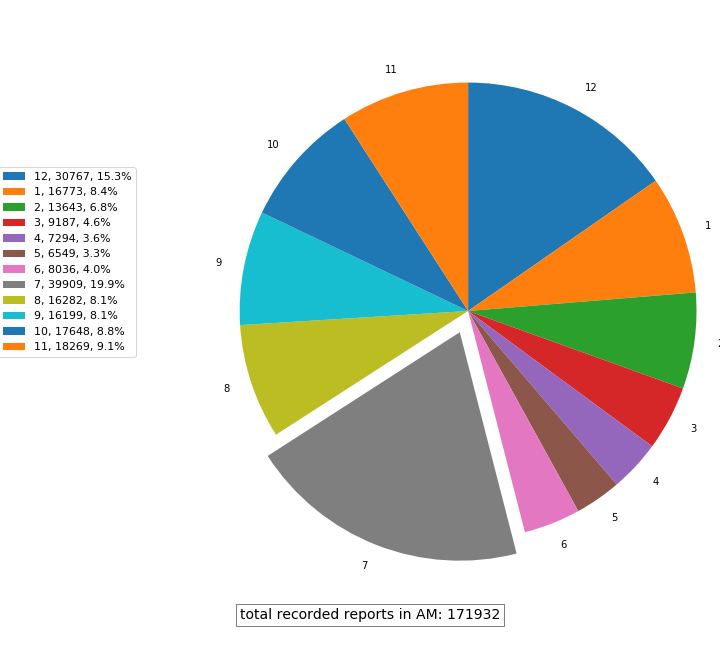 12, 30767, 15.3%
1, 16773, 8.4%
2, 13643, 6.8%
3, 9187, 4.6%
4, 7294, 3.6%
5, 6549, 3.3%
6, 8036, 4.0%
7, 39909, 19.9%
8, 16282, 8.1%
9, 16199, 8.1%
10, 17648, 8.8%
11, 18269, 9.1%
12
1
2
3
4
5
6
7
8
9
10
11
total recorded reports in AM: 171932